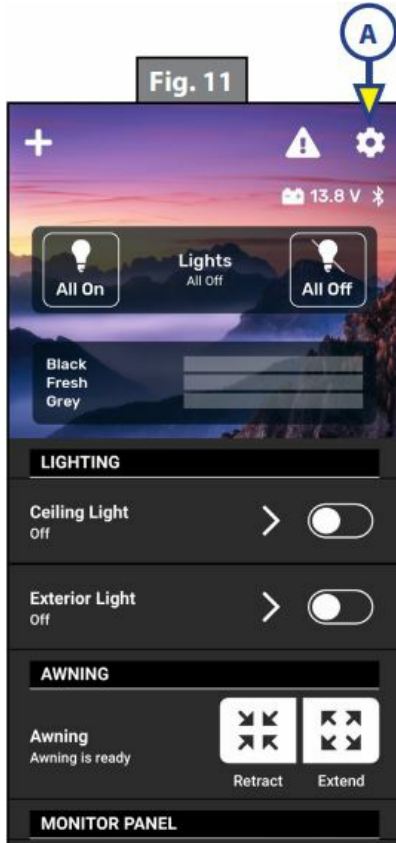 A
Fig. 11
13.8 V
All On
Lights
All Off
All Off
Black
Fresh
Grey
LIGHTING
Ceiling Light
Off
Exterior Light
Off
AWNING
Awning
Awning is ready
Retract
Extend
MONITOR PANEL